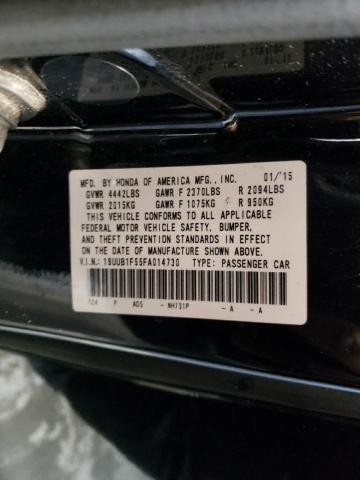 MFD. BY HONDA OF AMERICA MFG., INC. 01/'15
GVWR 4442LBS GAWR F 2370LBS R 2094LBS
GVWR 2015KG GAWR F 1075KG R 950KG
THIS VEHICLE CONFORMS TO ALL APPLICABLE
FEDERAL MOTOR VEHICLE SAFETY, BUMPER,
AND THEFT PREVENTION STANDARDS IN EFFECT
ON THE DATE OF MANUFACTURE SHOWN ABOVE.
V.I.N.: 19UUB1F55FA014730 TYPE: PASSENGER CAR
TZ4 P AD5 - NH731P - A - A